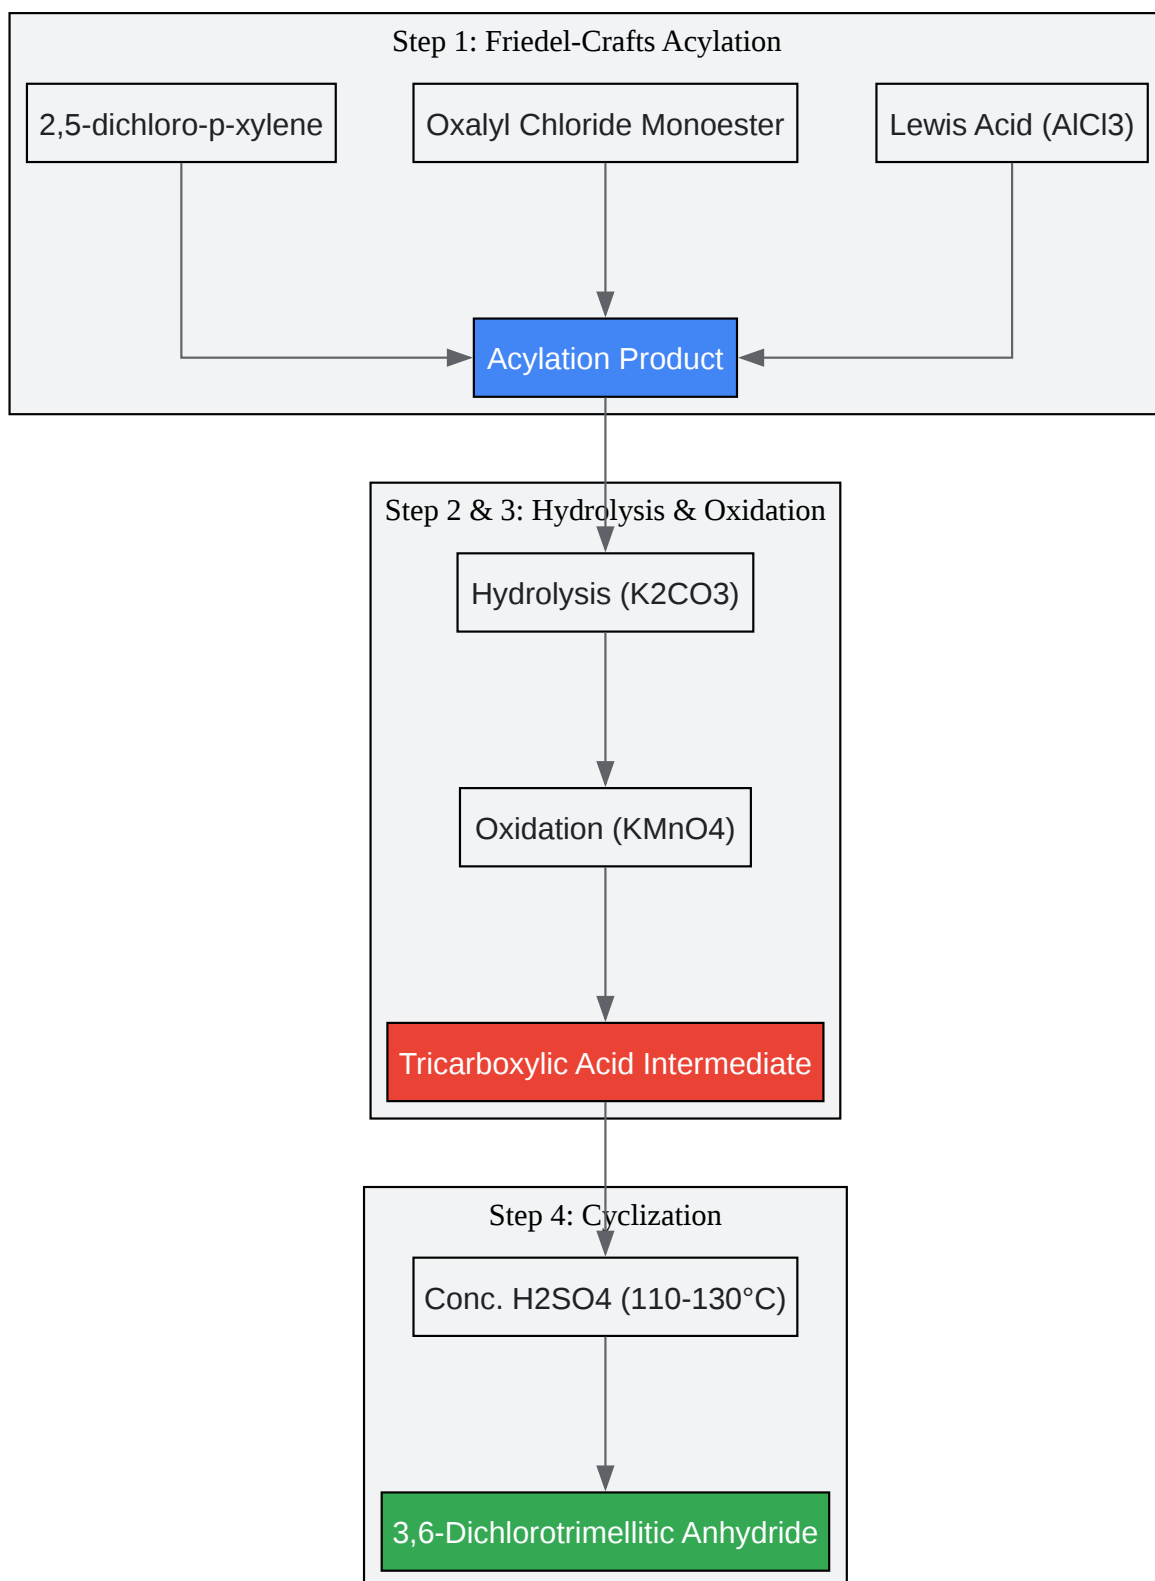 Step 1: Friedel-Crafts Acylation
2,5-dichloro-p-xylene
Oxalyl Chloride Monoester
Lewis Acid (AlCl3)
Acylation Product
Step 2 & 3: Hydrolysis & Oxidation
Hydrolysis (K2CO3)
Oxidation (KMnO4)
Tricarboxylic Acid Intermediate
Step 4: Cyclization
Conc. H2SO4 (110-130°C)
3,6-Dichlorotrimellitic Anhydride